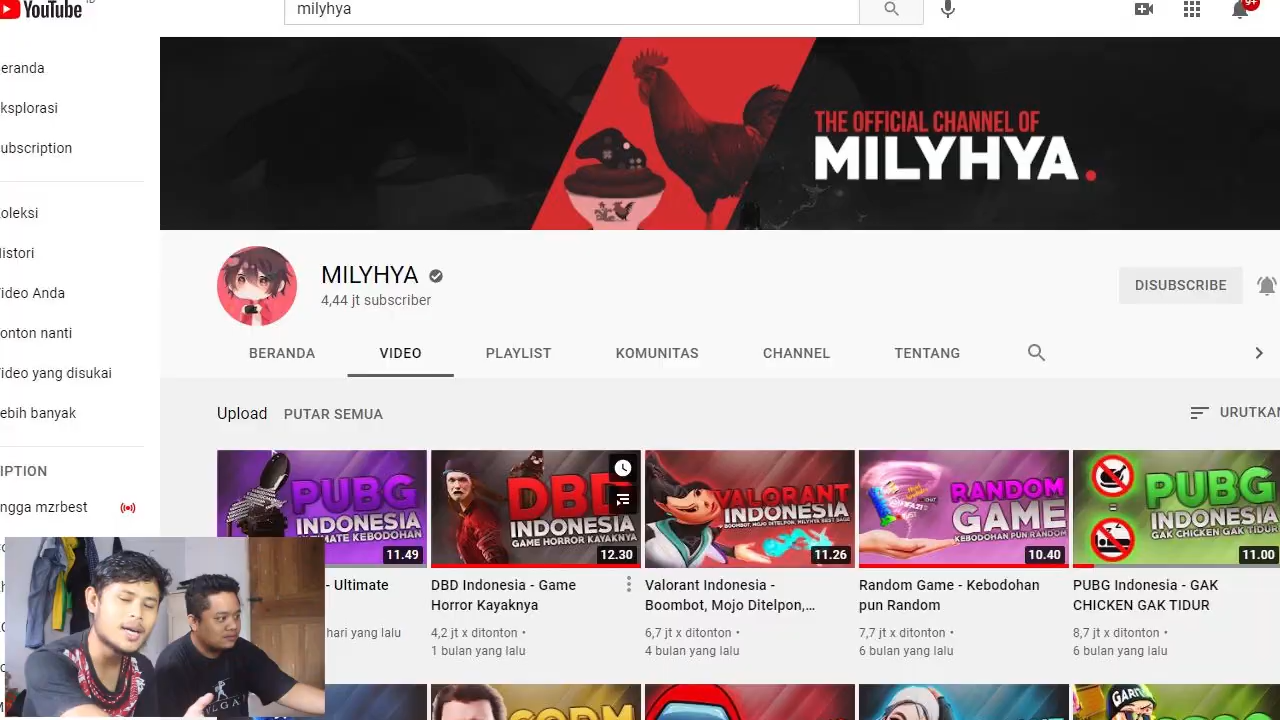 YouTube ID
milyhya
9+
eranda
ksplorasi
ubscription
oleksi
istori
ideo Anda
onton nanti
ideo yang disukai
ebih banyak
IPTION
ngga mzrbest
THE OFFICIAL CHANNEL OF
MILYHYA.
MILYHYA
4,44 jt subscriber
DISUBSCRIBE
BERANDA VIDEO PLAYLIST KOMUNITAS CHANNEL TENTANG
Upload PUTAR SEMUA
URUTKAN
PUBG
INDONESIA
ULTIMATE KEBODOHAN
11.49
- Ultimate
hari yang lalu
DBD
INDONESIA
GAME HORROR KAYAKNYA
12.30
DBD Indonesia - Game
Horror Kayaknya
4,2 jt x ditonton •
1 bulan yang lalu
VALORANT
INDONESIA
11.26
Valorant Indonesia -
Boombot, Mojo Ditelpon,...
6,7 jt x ditonton •
4 bulan yang lalu
RANDOM
GAME
KEBODOHAN PUN RANDOM
10.40
Random Game - Kebodohan
pun Random
7,7 jt x ditonton •
6 bulan yang lalu
=
PUBG
INDONESIA
GAK CHICKEN GAK TIDUR
11.00
PUBG Indonesia - GAK
CHICKEN GAK TIDUR
8,7 jt x ditonton •
6 bulan yang lalu
CODM